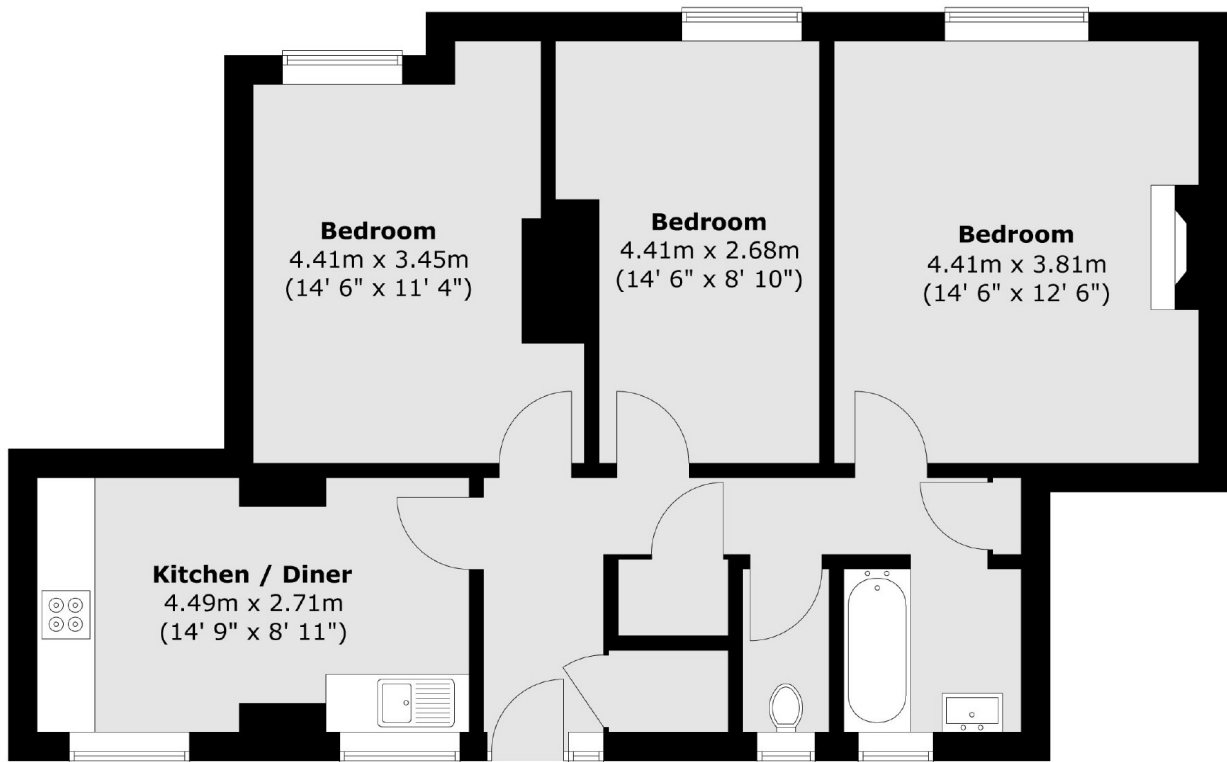 Bedroom
4.41m x 3.45m
(14' 6" x 11' 4")
Bedroom
4.41m x 2.68m
(14' 6" x 8' 10")
Bedroom
4.41m x 3.81m
(14' 6" x 12' 6")
Kitchen / Diner
4.49m x 2.71m
(14' 9" x 8' 11")